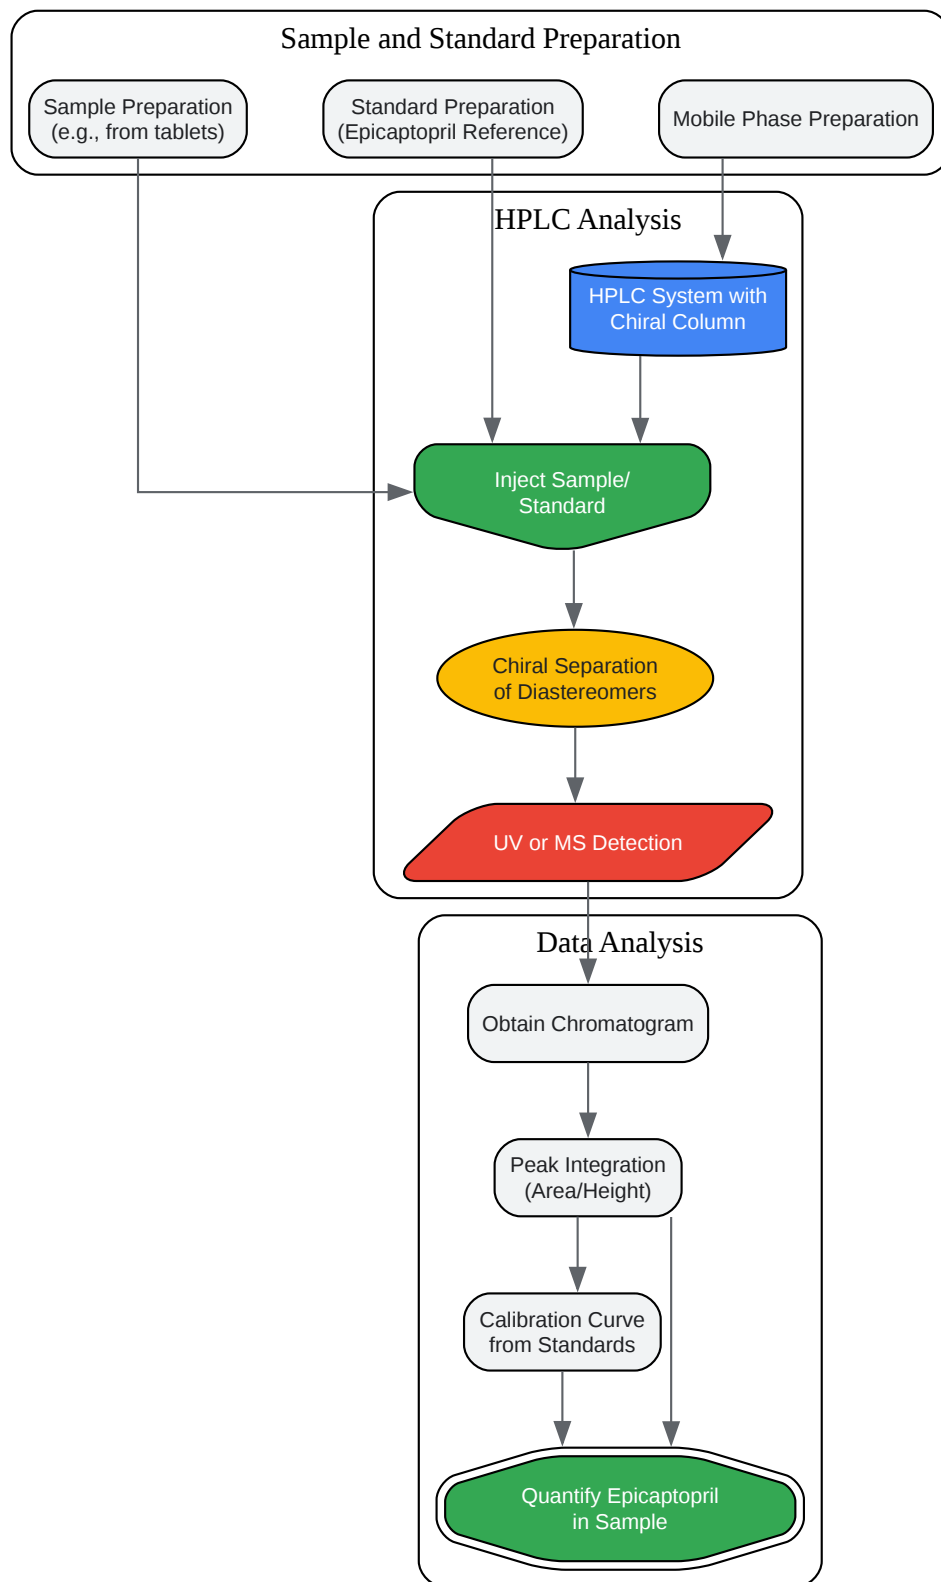 Sample and Standard Preparation
Sample Preparation
(e.g., from tablets)
Standard Preparation
(Epicaptopril Reference)
Mobile Phase Preparation
HPLC Analysis
HPLC System with
Chiral Column
Inject Sample/
Standard
Chiral Separation
of Diastereomers
UV or MS Detection
Data Analysis
Obtain Chromatogram
Peak Integration
(Area/Height)
Calibration Curve
from Standards
Quantify Epicaptopril
in Sample